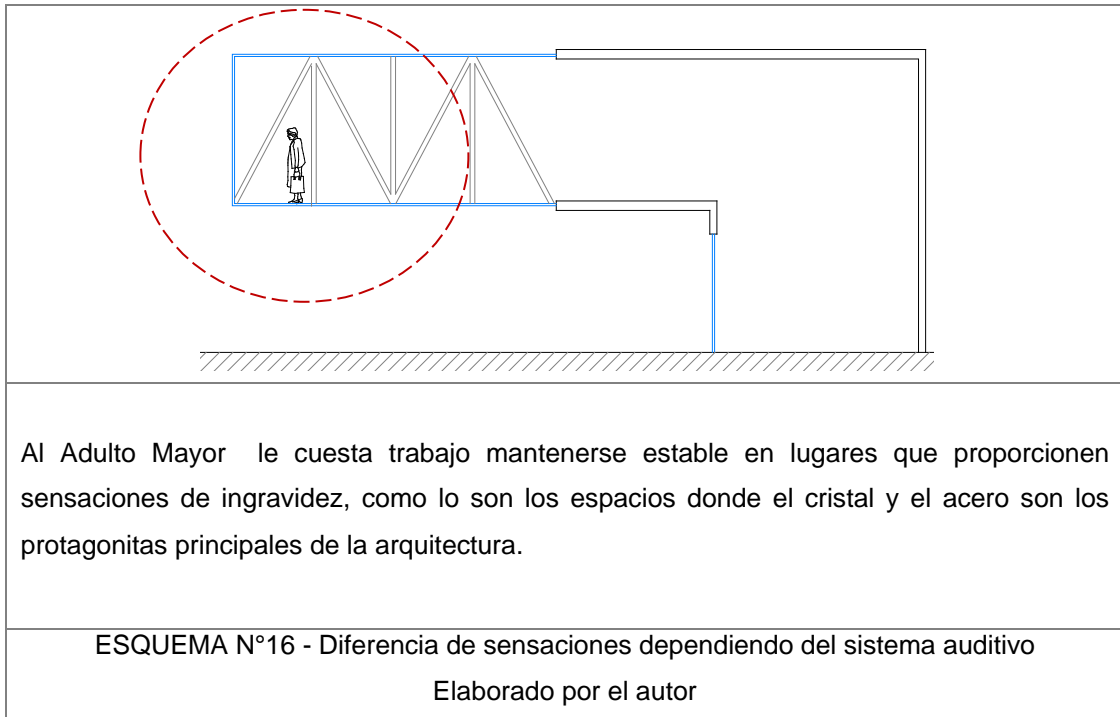 Al Adulto Mayor le cuesta trabajo mantenerse estable en lugares que proporcionen
sensaciones de ingravidez, como lo son los espacios donde el cristal y el acero son los
protagonitas principales de la arquitectura.
ESQUEMA N°16 - Diferencia de sensaciones dependiendo del sistema auditivo
Elaborado por el autor